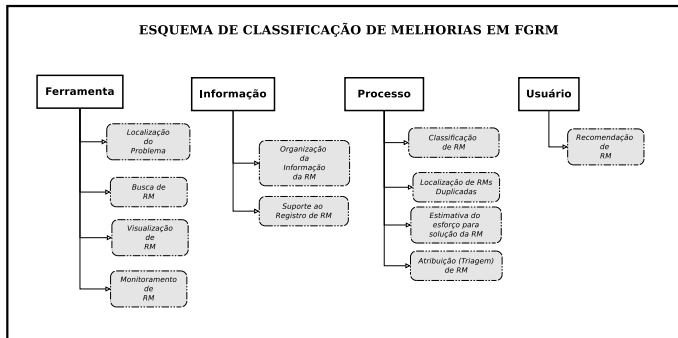 ESQUEMA DE CLASSIFICAÇÃO DE MELHORIAS EM FGRM
Ferramenta
Localização
do
Problema
Busca de
RM
Visualização
de
RM
Monitoramento
de
RM
Informação
Organização
da
Informação
da RM
Suporte ao
Registro de RM
Processo
Classificação
de RM
Localização de RMs
Duplicadas
Estimativa do
esforço para
solução da RM
Atribuição (Triagem)
de RM
Usuário
Recomendação
de
RM